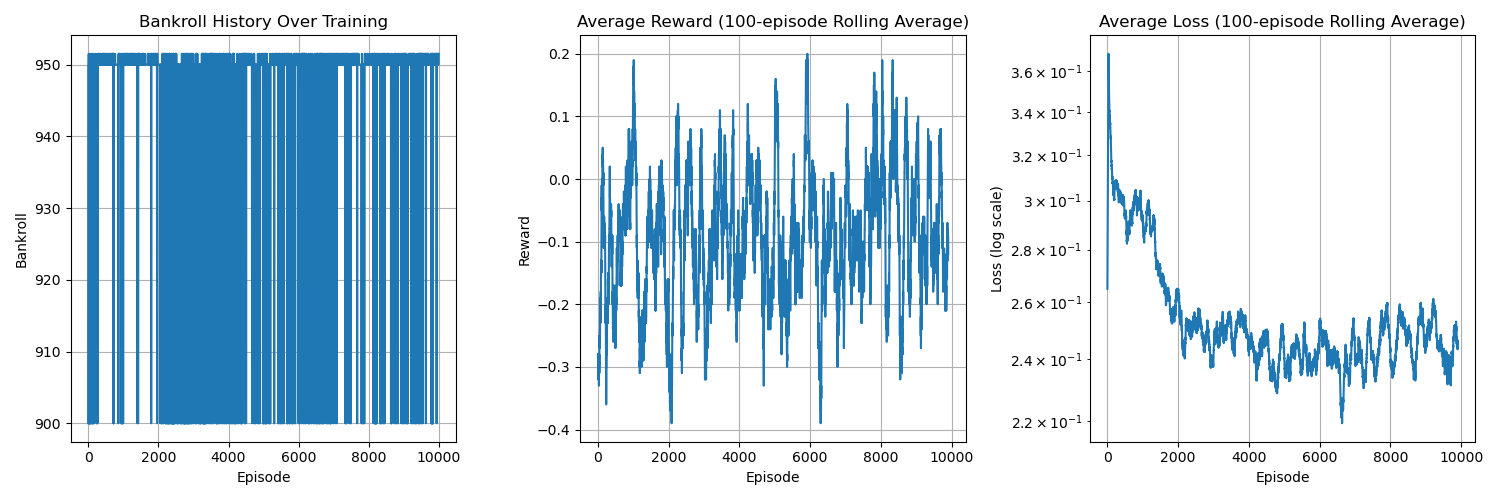 Bankroll History Over Training
950
940
930
920
910
900
Bankroll
0 2000 4000 6000 8000 10000
Episode
Average Reward (100-episode Rolling Average)
0.2
0.1
0.0
−0.1
−0.2
−0.3
−0.4
Reward
0 2000 4000 6000 8000 10000
Episode
Average Loss (100-episode Rolling Average)
3.6 × 10⁻¹
3.4 × 10⁻¹
3.2 × 10⁻¹
3 × 10⁻¹
2.8 × 10⁻¹
2.6 × 10⁻¹
2.4 × 10⁻¹
2.2 × 10⁻¹
Loss (log scale)
0 2000 4000 6000 8000 10000
Episode